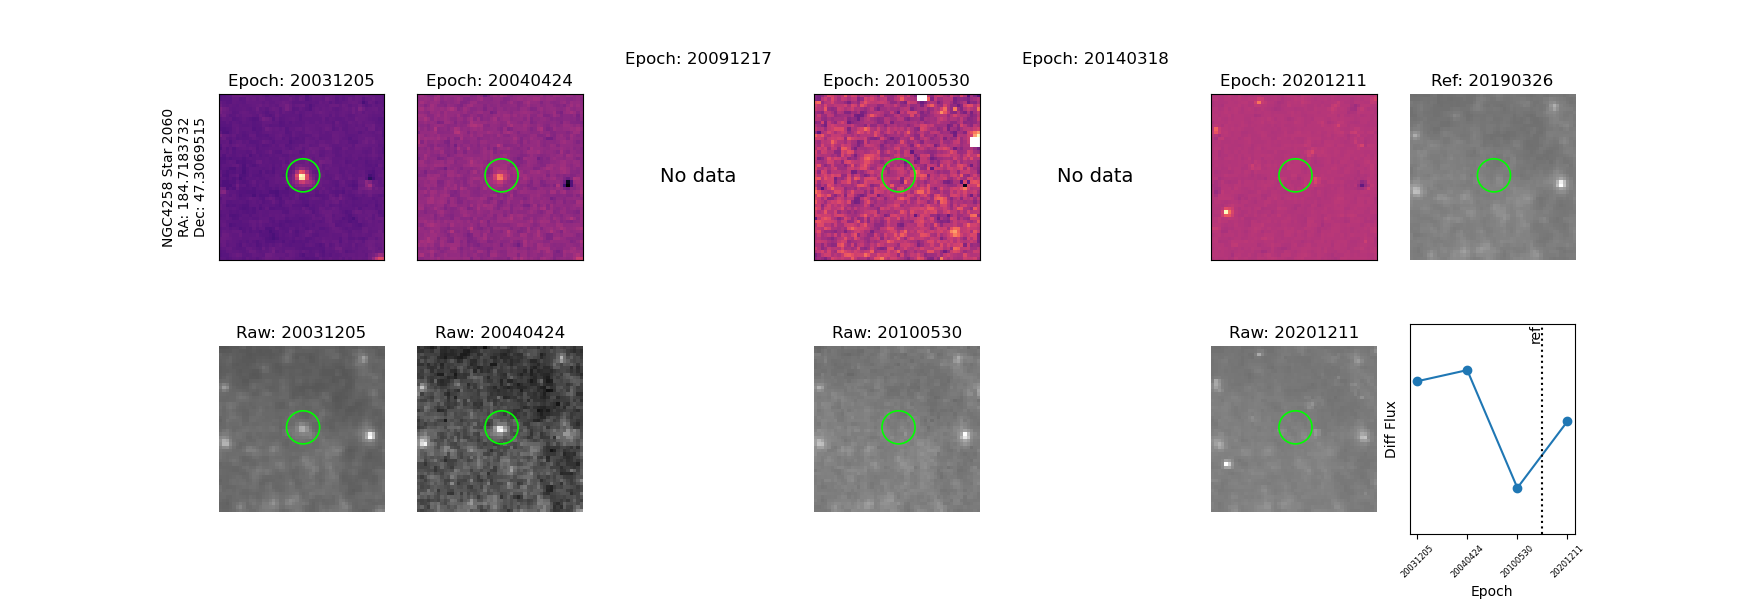 Epoch: 20091217
Epoch: 20140318
Epoch: 20031205
Epoch: 20040424
Epoch: 20100530
Epoch: 20201211
Ref: 20190326
NGC4258 Star 2060
RA: 184.7183732
Dec: 47.3069515
No data
No data
Raw: 20031205
Raw: 20040424
Raw: 20100530
Raw: 20201211
ref
Diff Flux
20031205
20040424
20100530
20201211
Epoch